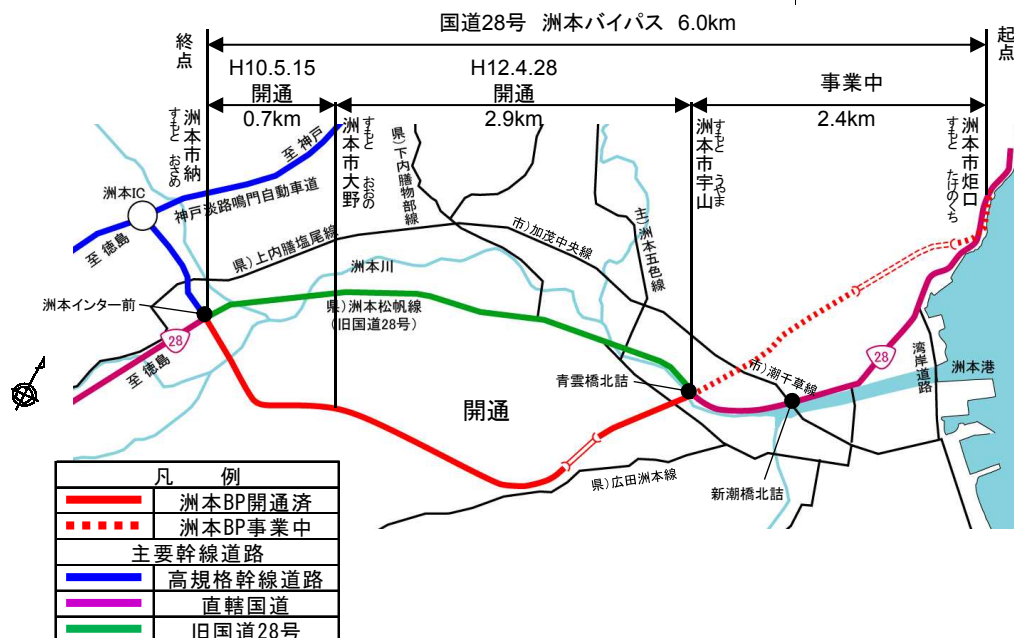 国道28号 洲本バイパス 6.0km
終点
起点
H10.5.15
開通
0.7km
H12.4.28
開通
2.9km
事業中
2.4km
洲本市納
すもと おさめ
洲本市大野
すもと おおの
洲本市宇山
すもと うやま
洲本市炬口
すもと たけのくち
至 神戸
洲本IC
神戸淡路鳴門自動車道
至 徳島
県)下内膳物部線
市)加茂中央線
主)洲本五色線
県)上内膳塩尾線
洲本川
洲本インター前
県)洲本松帆線
(旧国道28号)
28
至 徳島
青雲橋北詰
市)潮千草線
28
湾岸道路
洲本港
開通
新潮橋北詰
県)広田洲本線
凡 例
洲本BP開通済
洲本BP事業中
主要幹線道路
高規格幹線道路
直轄国道
旧国道28号